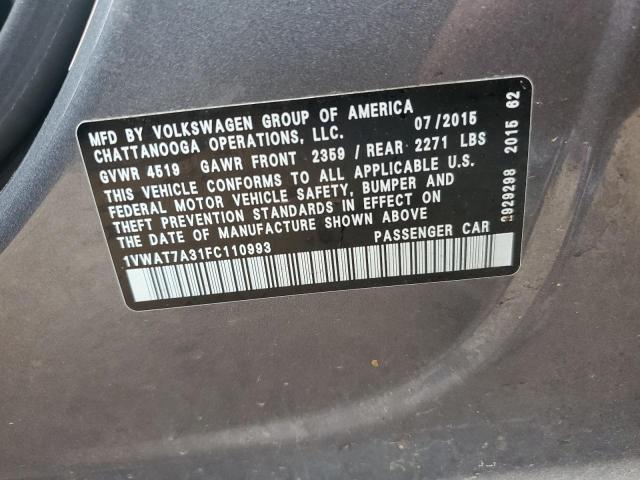 MFD BY VOLKSWAGEN GROUP OF AMERICA
CHATTANOOGA OPERATIONS, LLC. 07/2015
GVWR 4519 GAWR FRONT 2359 / REAR 2271 LBS
THIS VEHICLE CONFORMS TO ALL APPLICABLE U.S.
FEDERAL MOTOR VEHICLE SAFETY, BUMPER AND
THEFT PREVENTION STANDARDS IN EFFECT ON
THE DATE OF MANUFACTURE SHOWN ABOVE
1VWAT7A31FC110993 PASSENGER CAR
2015 62